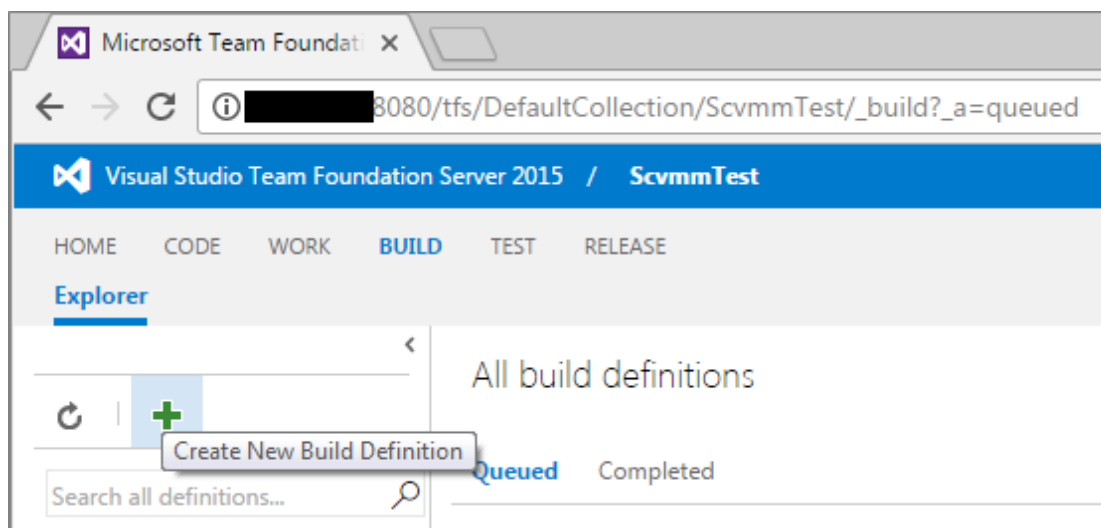 Microsoft Team Foundati
8080/tfs/DefaultCollection/ScvmmTest/_build?_a=queued
Visual Studio Team Foundation Server 2015 / ScvmmTest
HOME CODE WORK BUILD TEST RELEASE
Explorer
All build definitions
Create New Build Definition
Queued Completed
Search all definitions...